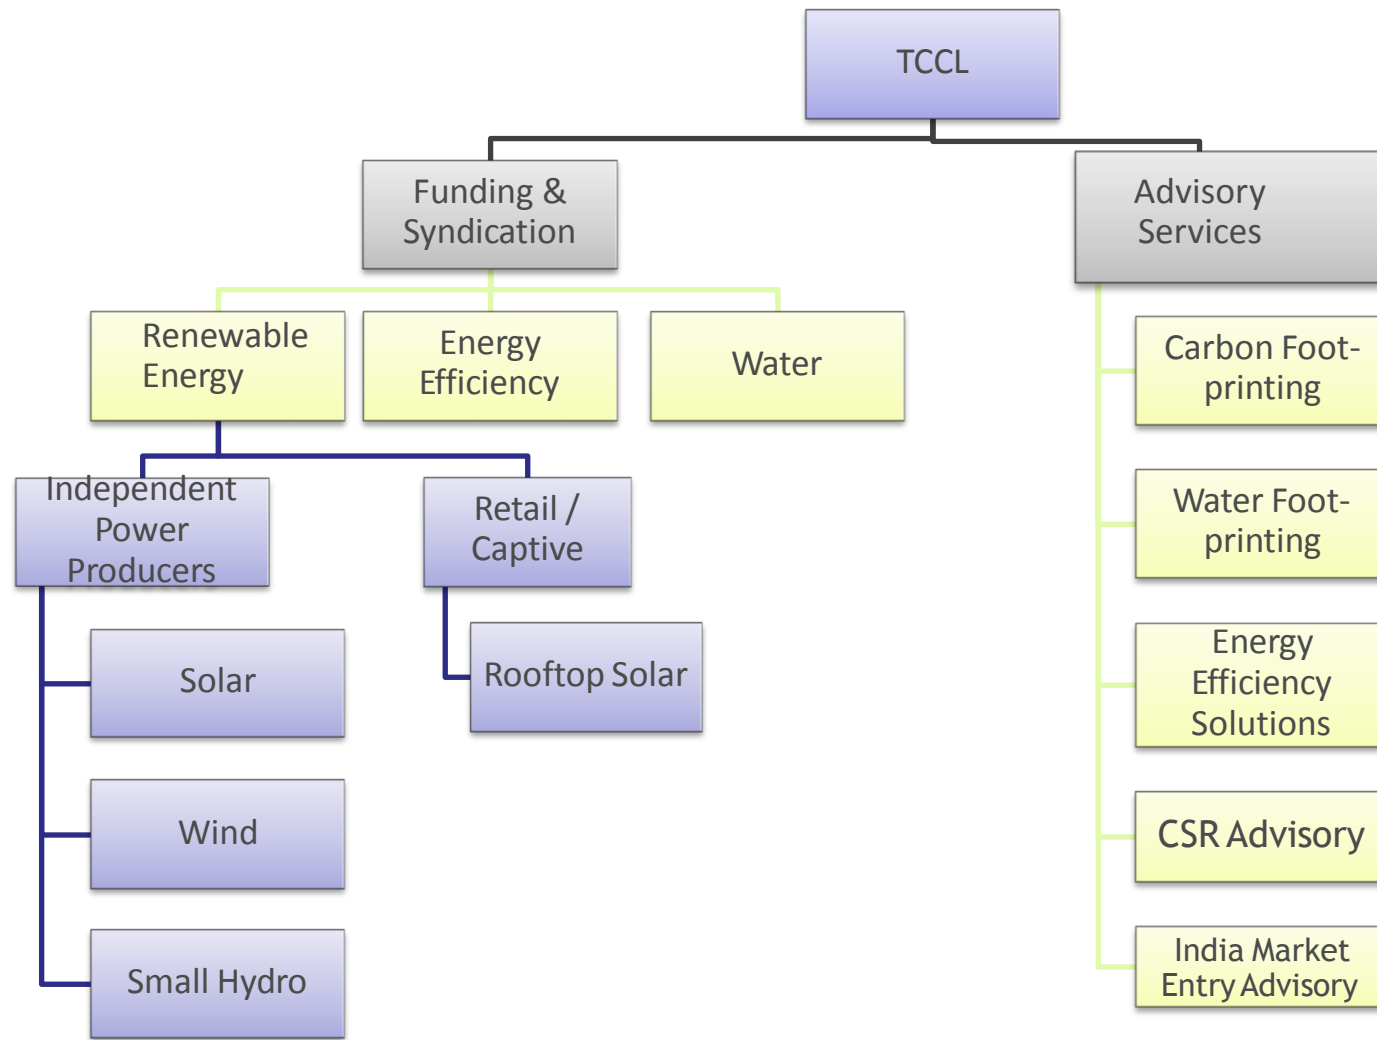 TCCL
Funding &
Syndication
Advisory
Services
Renewable
Energy
Energy
Efficiency
Water
Independent
Power
Producers
Retail /
Captive
Solar
Rooftop Solar
Wind
Small Hydro
Carbon Foot-
printing
Water Foot-
printing
Energy
Efficiency
Solutions
CSR Advisory
India Market
Entry Advisory